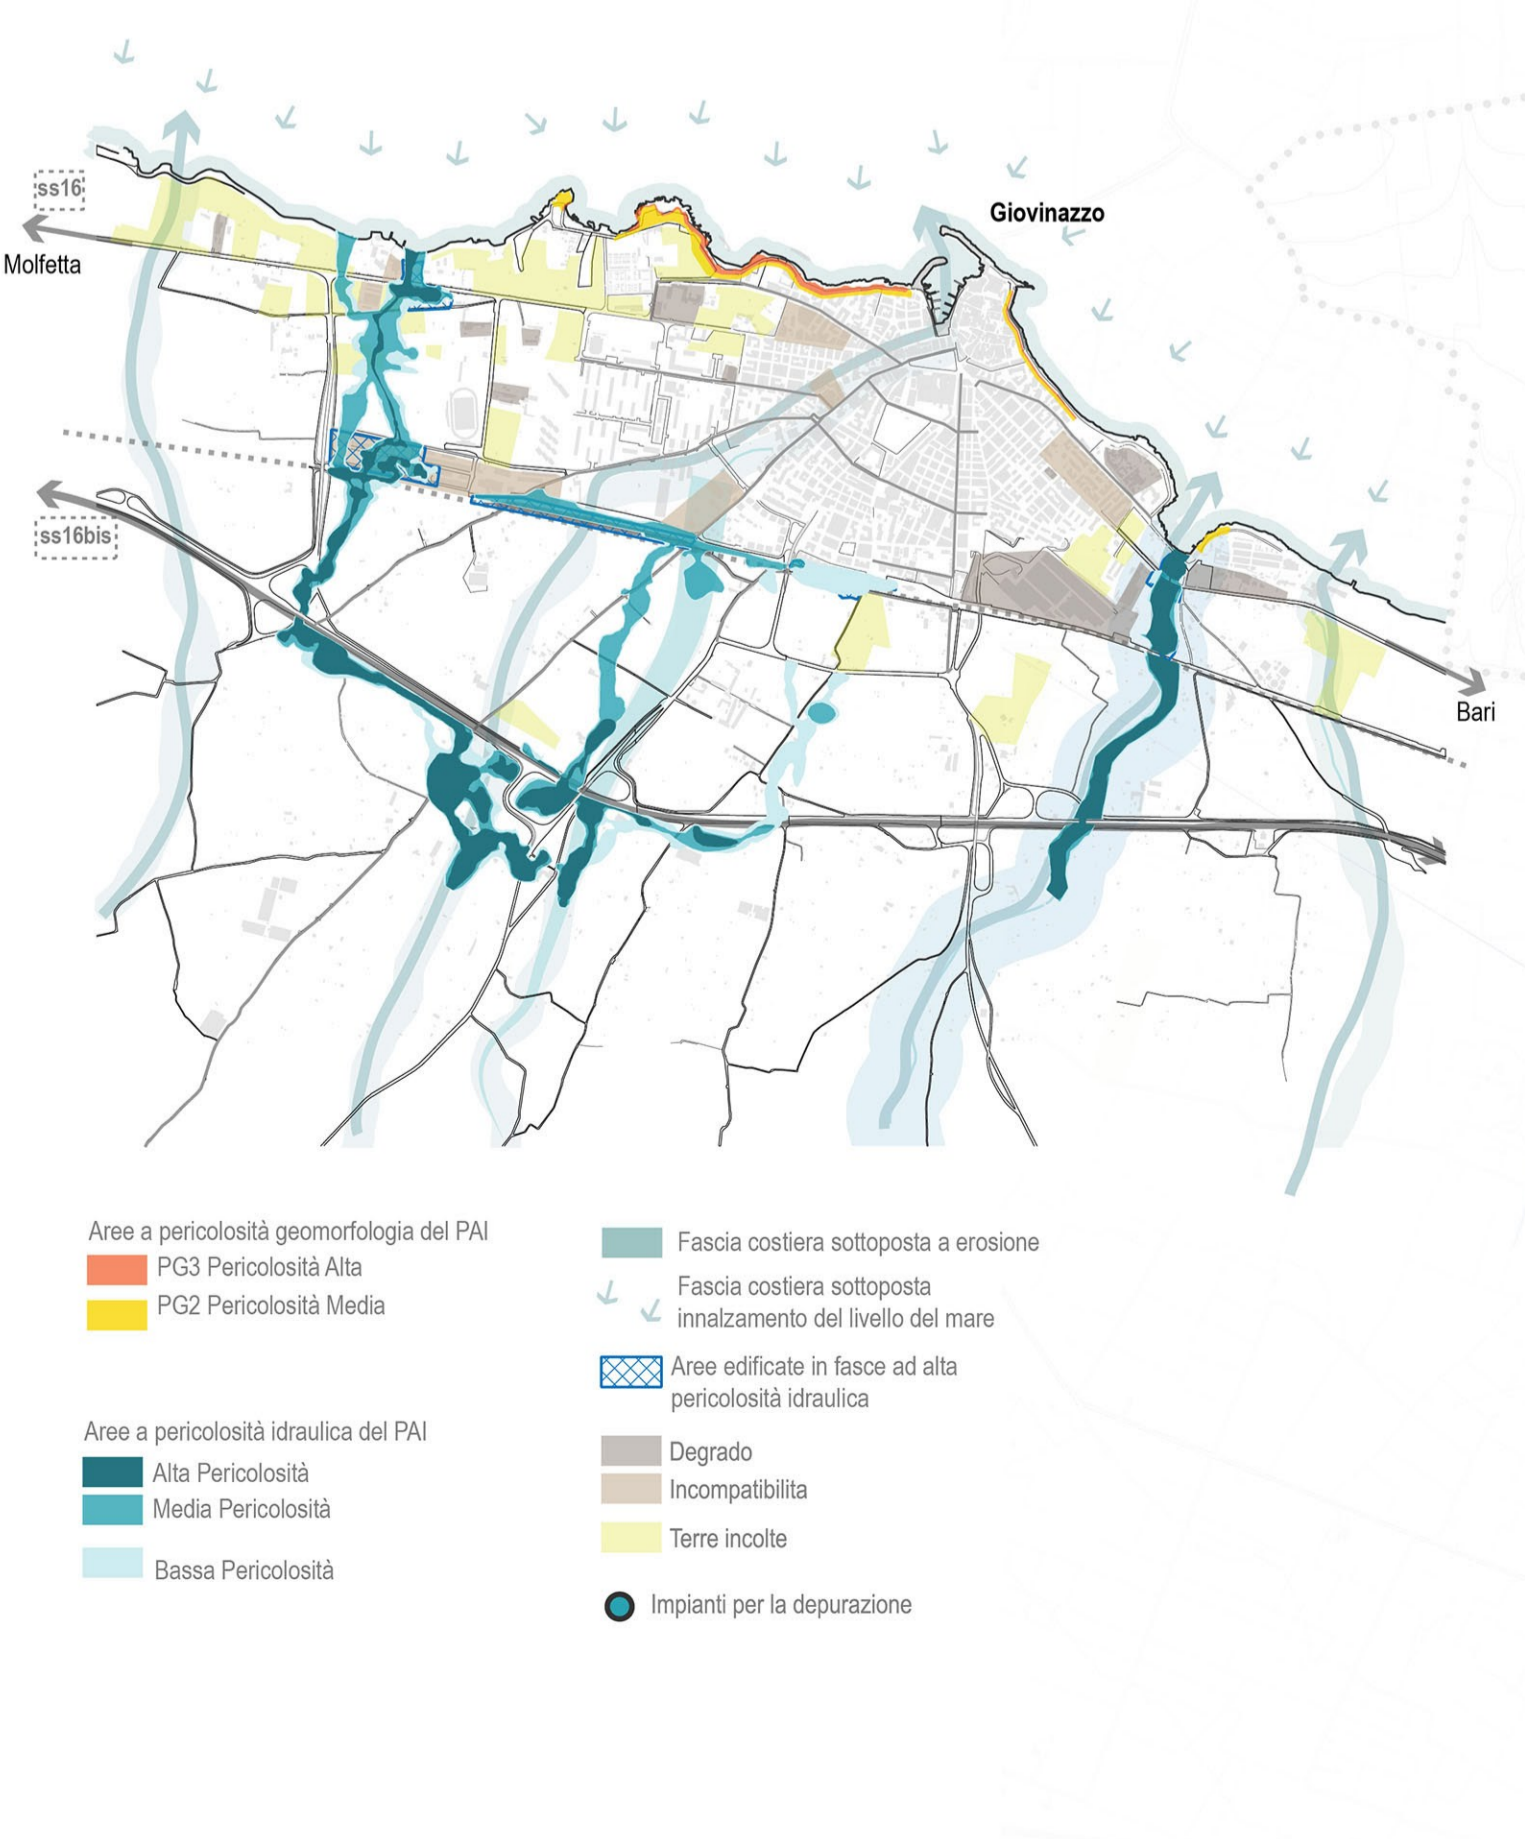 ss16
Giovinazzo
Molfetta
ss16bis
Bari
Aree a pericolosità geomorfologia del PAI
PG3 Pericolosità Alta
PG2 Pericolosità Media
Aree a pericolosità idraulica del PAI
Alta Pericolosità
Media Pericolosità
Bassa Pericolosità
Fascia costiera sottoposta a erosione
Fascia costiera sottoposta
innalzamento del livello del mare
Aree edificate in fasce ad alta
pericolosità idraulica
Degrado
Incompatibilita
Terre incolte
Impianti per la depurazione